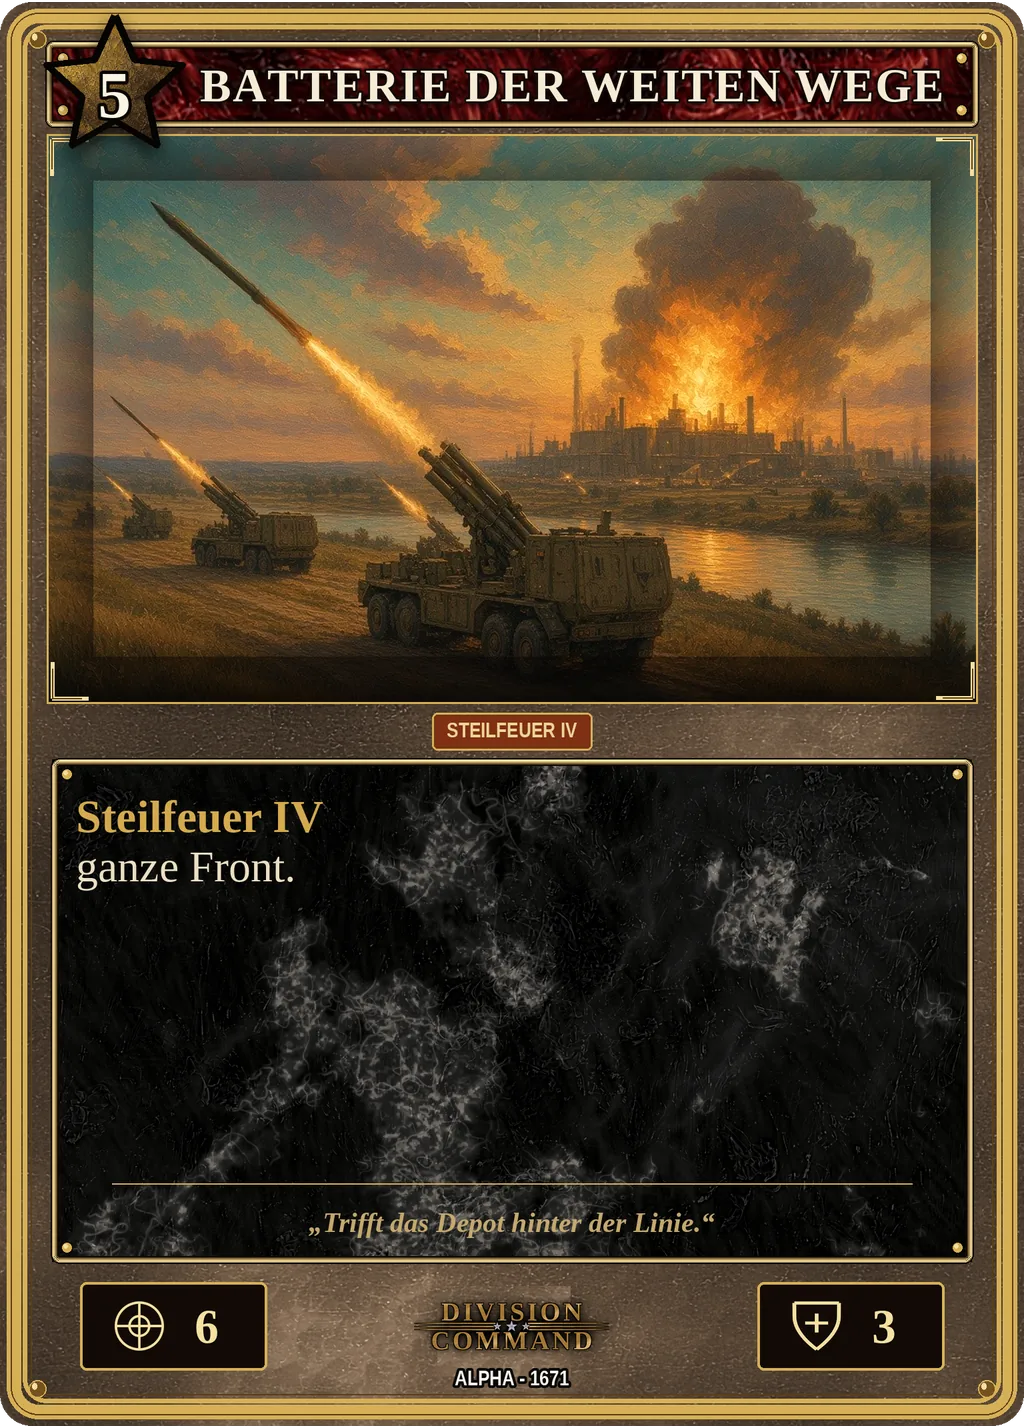 5
BATTERIE DER WEITEN WEGE
STEILFEUER IV
Steilfeuer IV
ganze Front.
„Trifft das Depot hinter der Linie.“
6
DIVISION
COMMAND
3
ALPHA - 1671